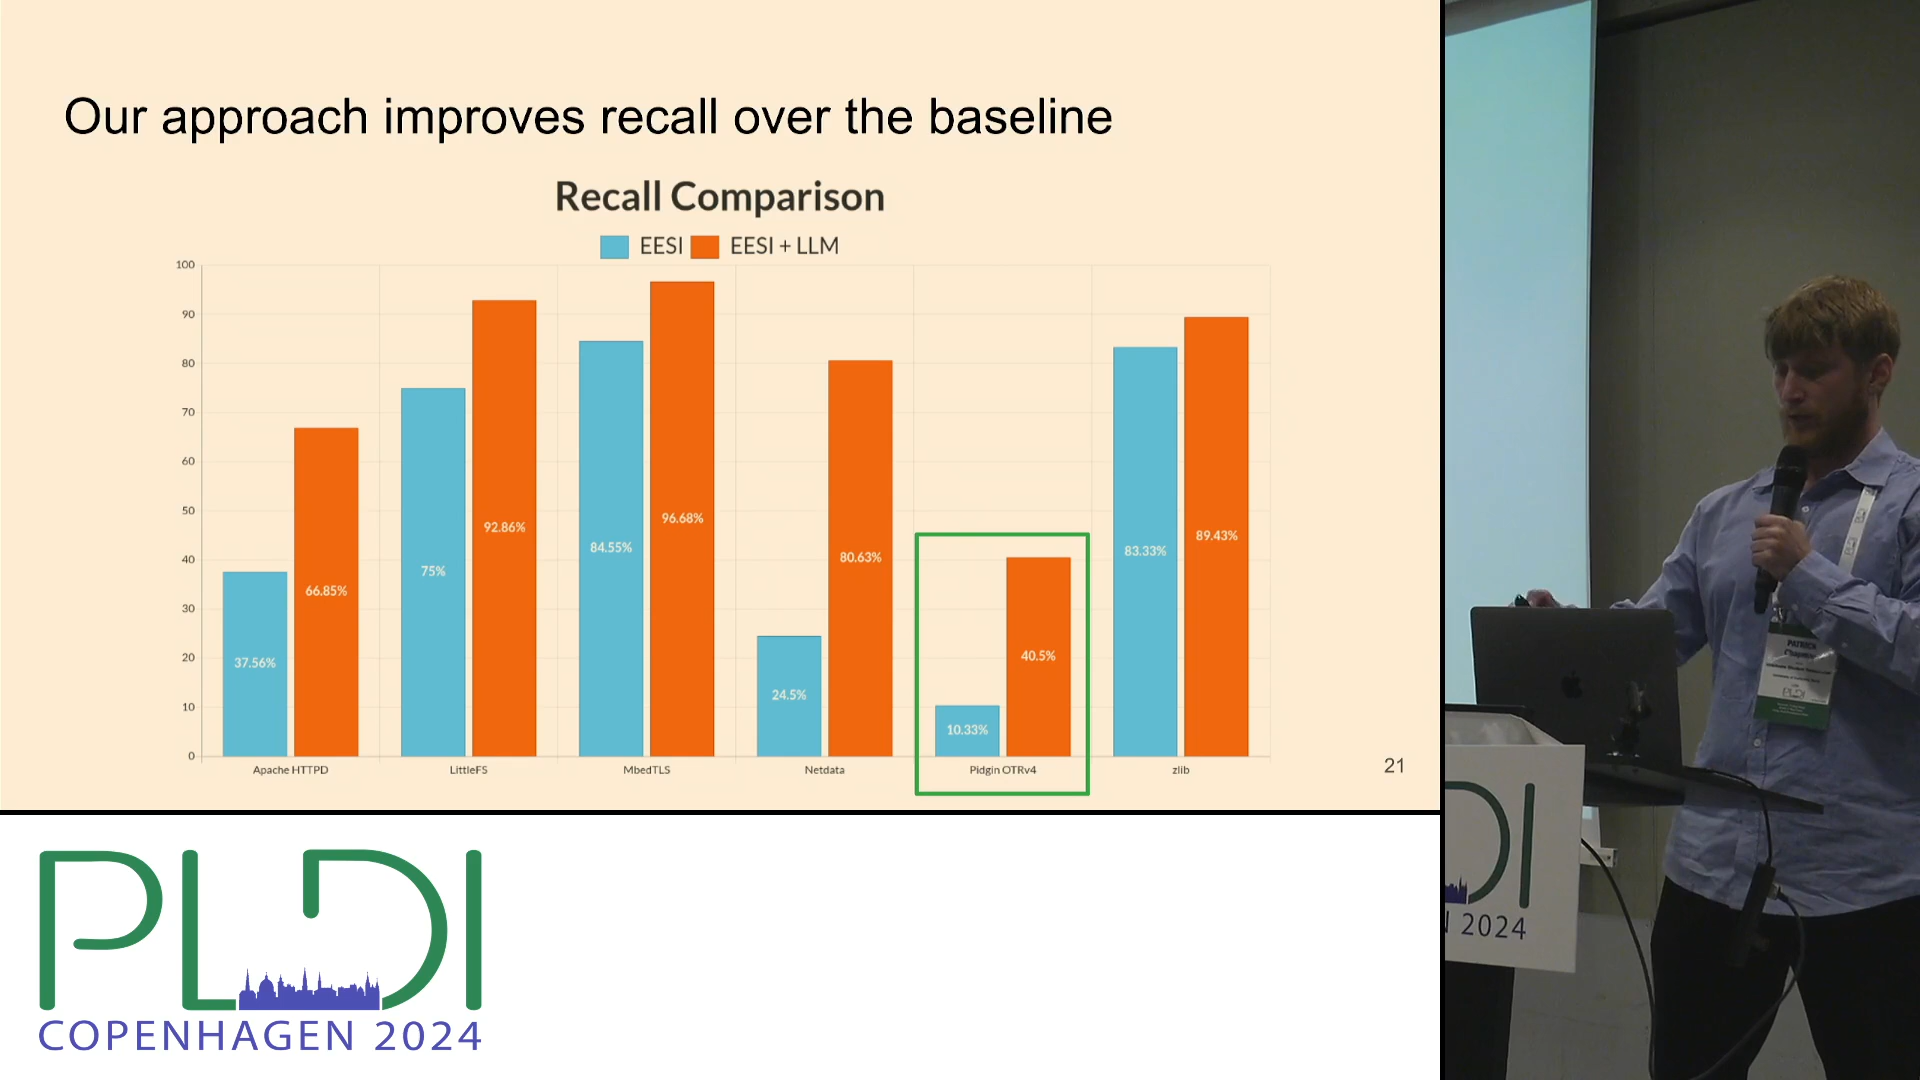 Our approach improves recall over the baseline
Recall Comparison
EESI EESI + LLM
100
90
80
70
60
50
40
30
20
10
0
37.56%
66.85%
75%
92.86%
84.55%
96.68%
24.5%
80.63%
10.33%
40.5%
83.33%
89.43%
Apache HTTPD
LittleFS
MbedTLS
Netdata
Pidgin OTRv4
zlib
21
PLDI
COPENHAGEN 2024
PATRICK
PLDI
DI
N 2024